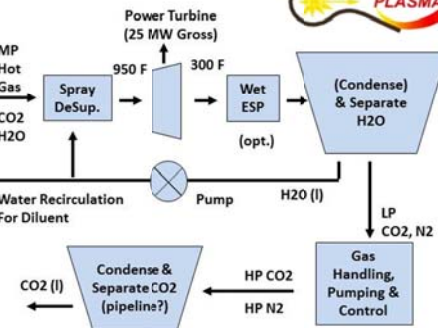 PLASMA
Power Turbine
(25 MW Gross)
MP
Hot
Gas
CO2
H2O
Spray
DeSup.
950 F
300 F
Wet
ESP
(opt.)
(Condense)
& Separate
H2O
Water Recirculation
For Diluent
Pump
H20 (l)
LP
CO2, N2
Gas
Handling,
Pumping &
Control
HP CO2
HP N2
Condense &
Separate CO2
(pipeline?)
CO2 (l)